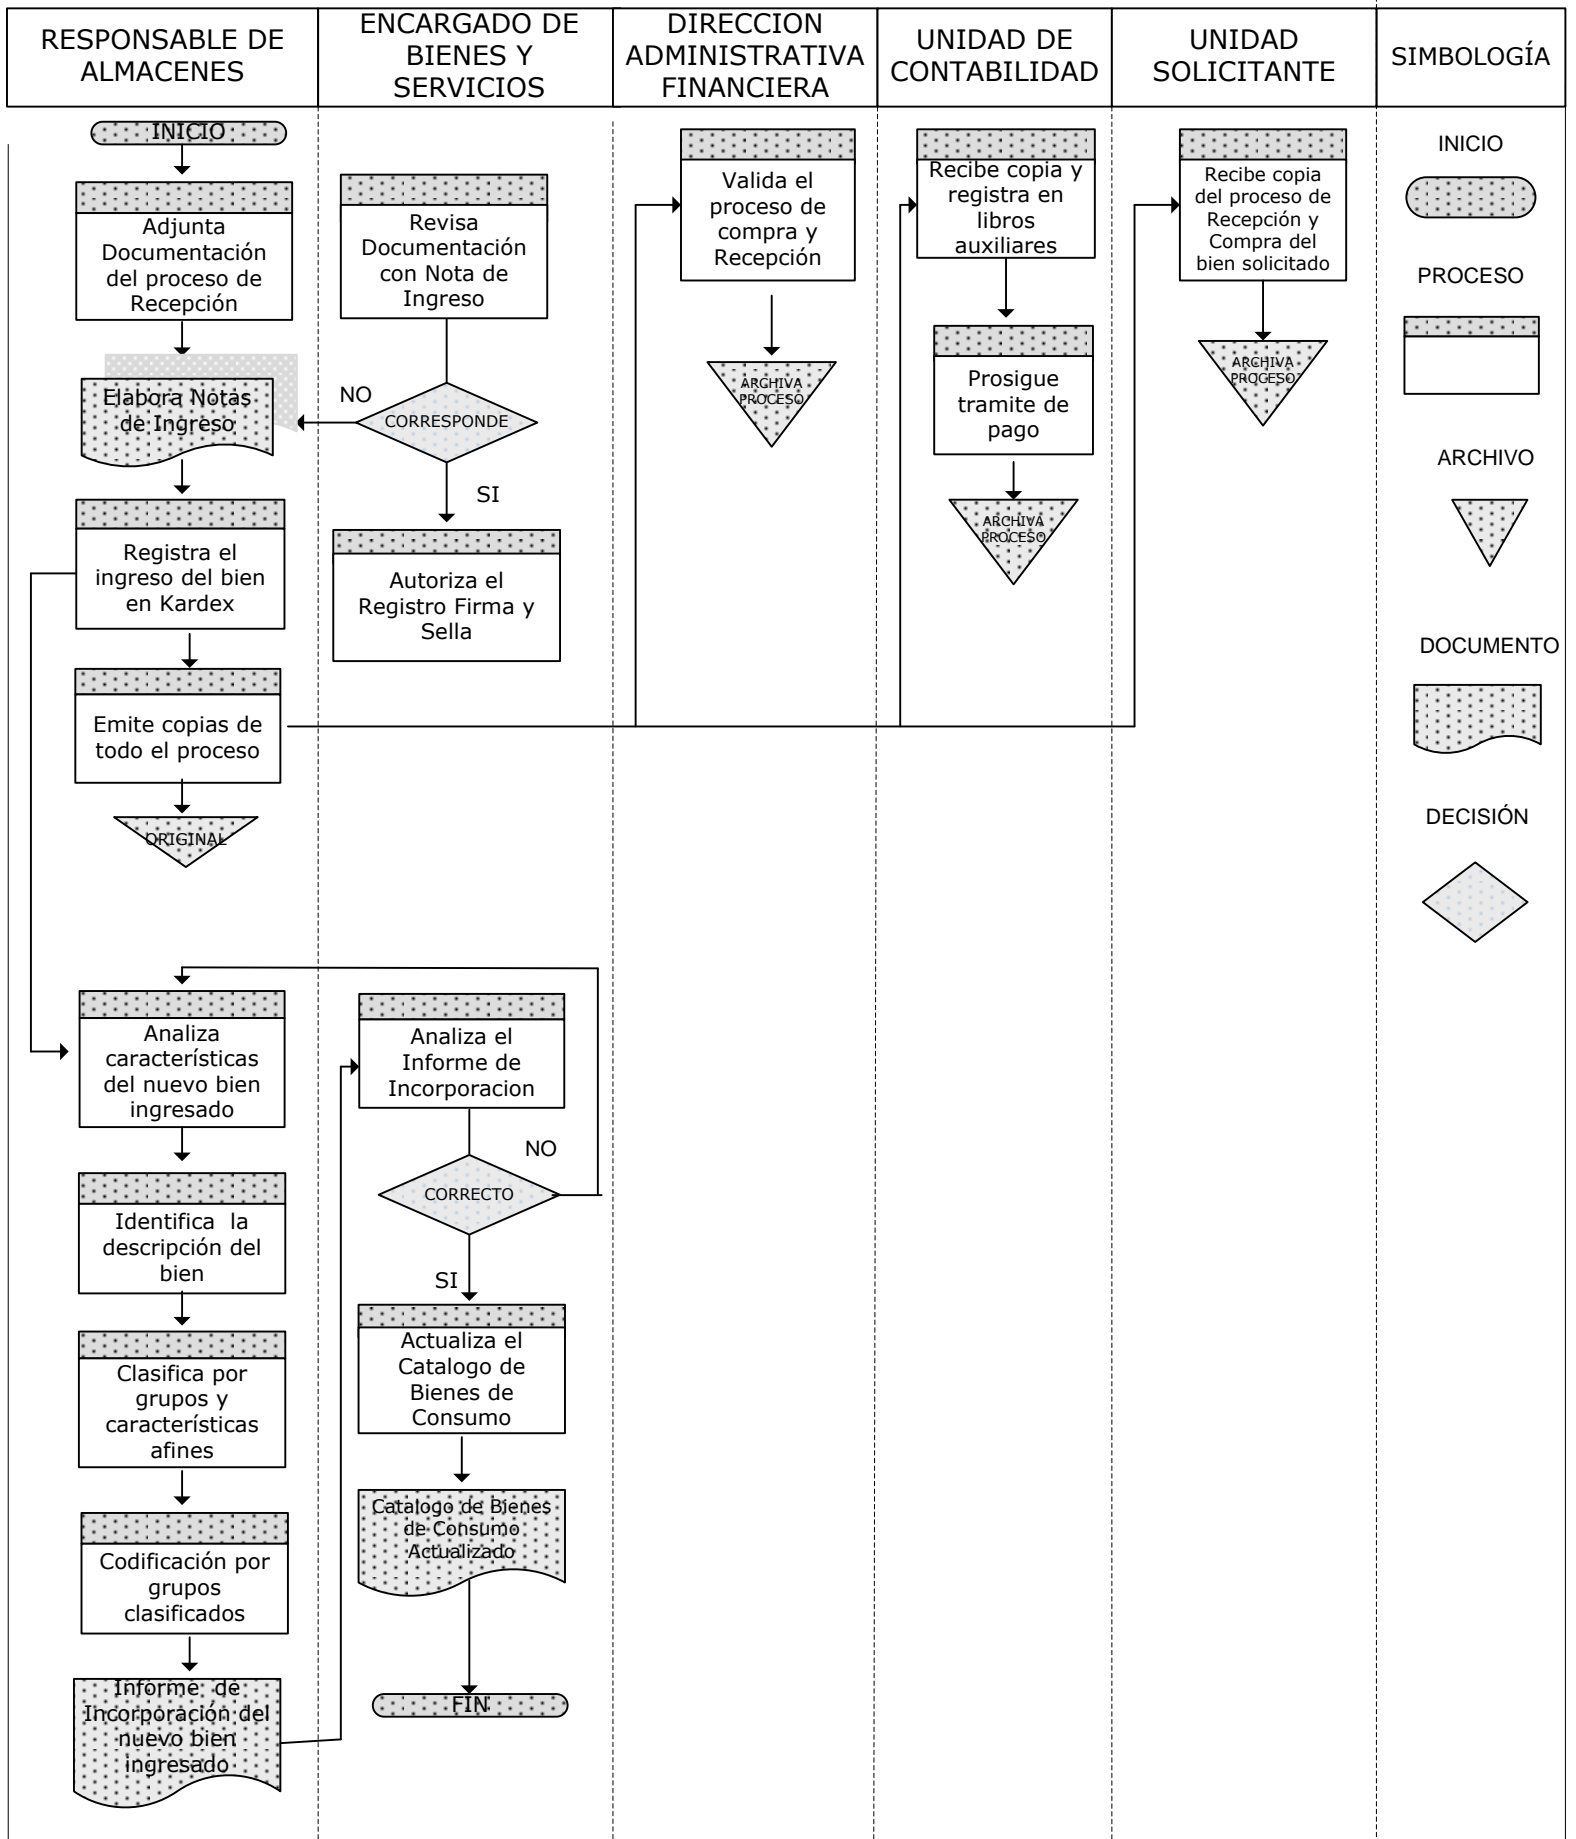 RESPONSABLE DE
ALMACENES
ENCARGADO DE
BIENES Y
SERVICIOS
DIRECCION
ADMINISTRATIVA
FINANCIERA
UNIDAD DE
CONTABILIDAD
UNIDAD
SOLICITANTE
SIMBOLOGÍA
INICIO
Adjunta
Documentación
del proceso de
Recepción
Elabora Notas
de Ingreso
Registra el
ingreso del bien
en Kardex
Emite copias de
todo el proceso
ORIGINAL
Analiza
características
del nuevo bien
ingresado
Identifica la
descripción del
bien
Clasifica por
grupos y
características
afines
Codificación por
grupos
clasificados
Informe de
Incorporación del
nuevo bien
ingresado
Revisa
Documentación
con Nota de
Ingreso
NO
CORRESPONDE
SI
Autoriza el
Registro Firma y
Sella
Analiza el
Informe de
Incorporacion
NO
CORRECTO
SI
Actualiza el
Catalogo de
Bienes de
Consumo
Catalogo de Bienes
de Consumo
Actualizado
FIN
Valida el
proceso de
compra y
Recepción
ARCHIVA
PROCESO
Recibe copia y
registra en
libros
auxiliares
Prosigue
tramite de
pago
ARCHIVA
PROCESO
Recibe copia
del proceso de
Recepción y
Compra del
bien solicitado
ARCHIVA
PROCESO
INICIO
PROCESO
ARCHIVO
DOCUMENTO
DECISIÓN